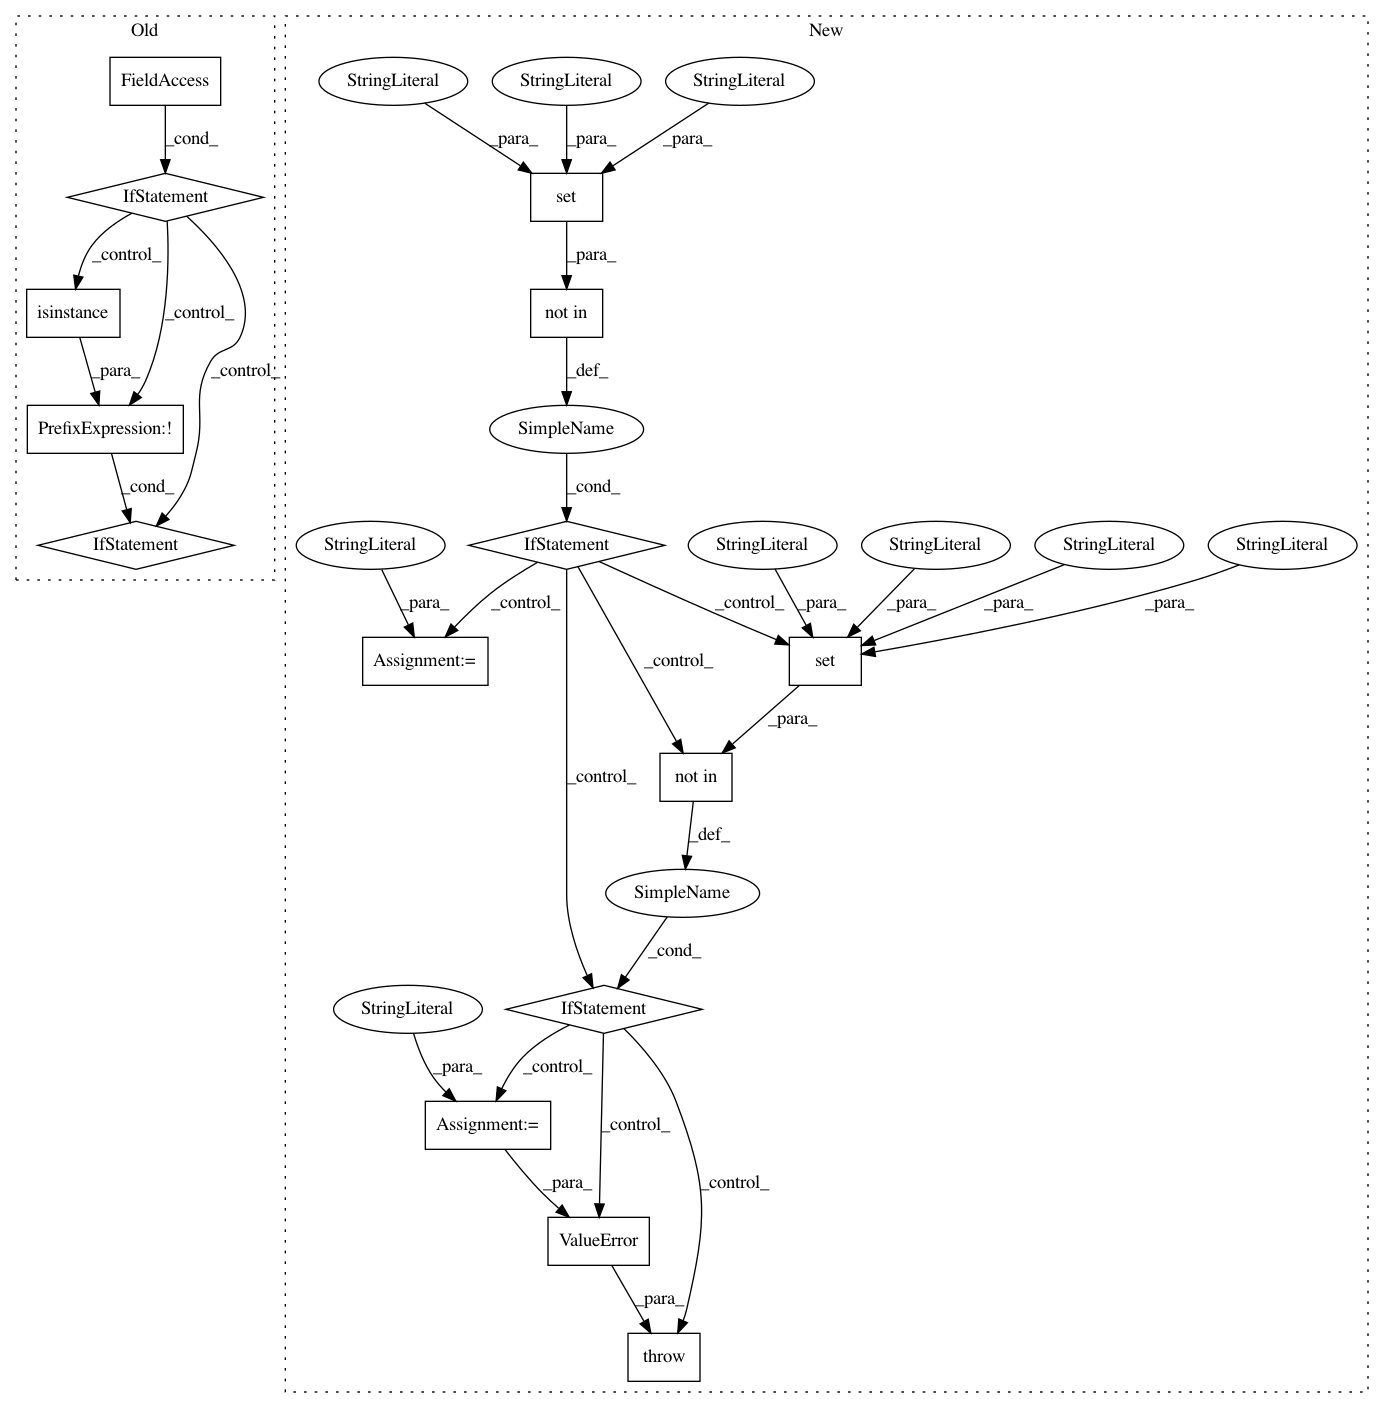 Old
New
FieldAccess
StringLiteral
StringLiteral
StringLiteral
_cond_
_para_
_para_
_para_
IfStatement
set
_control_
_para_
isinstance
_control_
not in
_para_
_control_
_def_
PrefixExpression:!
SimpleName
_cond_
_cond_
IfStatement
StringLiteral
IfStatement
StringLiteral
StringLiteral
StringLiteral
StringLiteral
_para_
_control_
_control_
_para_
_para_
_para_
_para_
Assignment:=
_control_
set
_para_
_control_
not in
_def_
SimpleName
_cond_
StringLiteral
IfStatement
_para_
_control_
Assignment:=
_control_
_para_
_control_
ValueError
_para_
throw